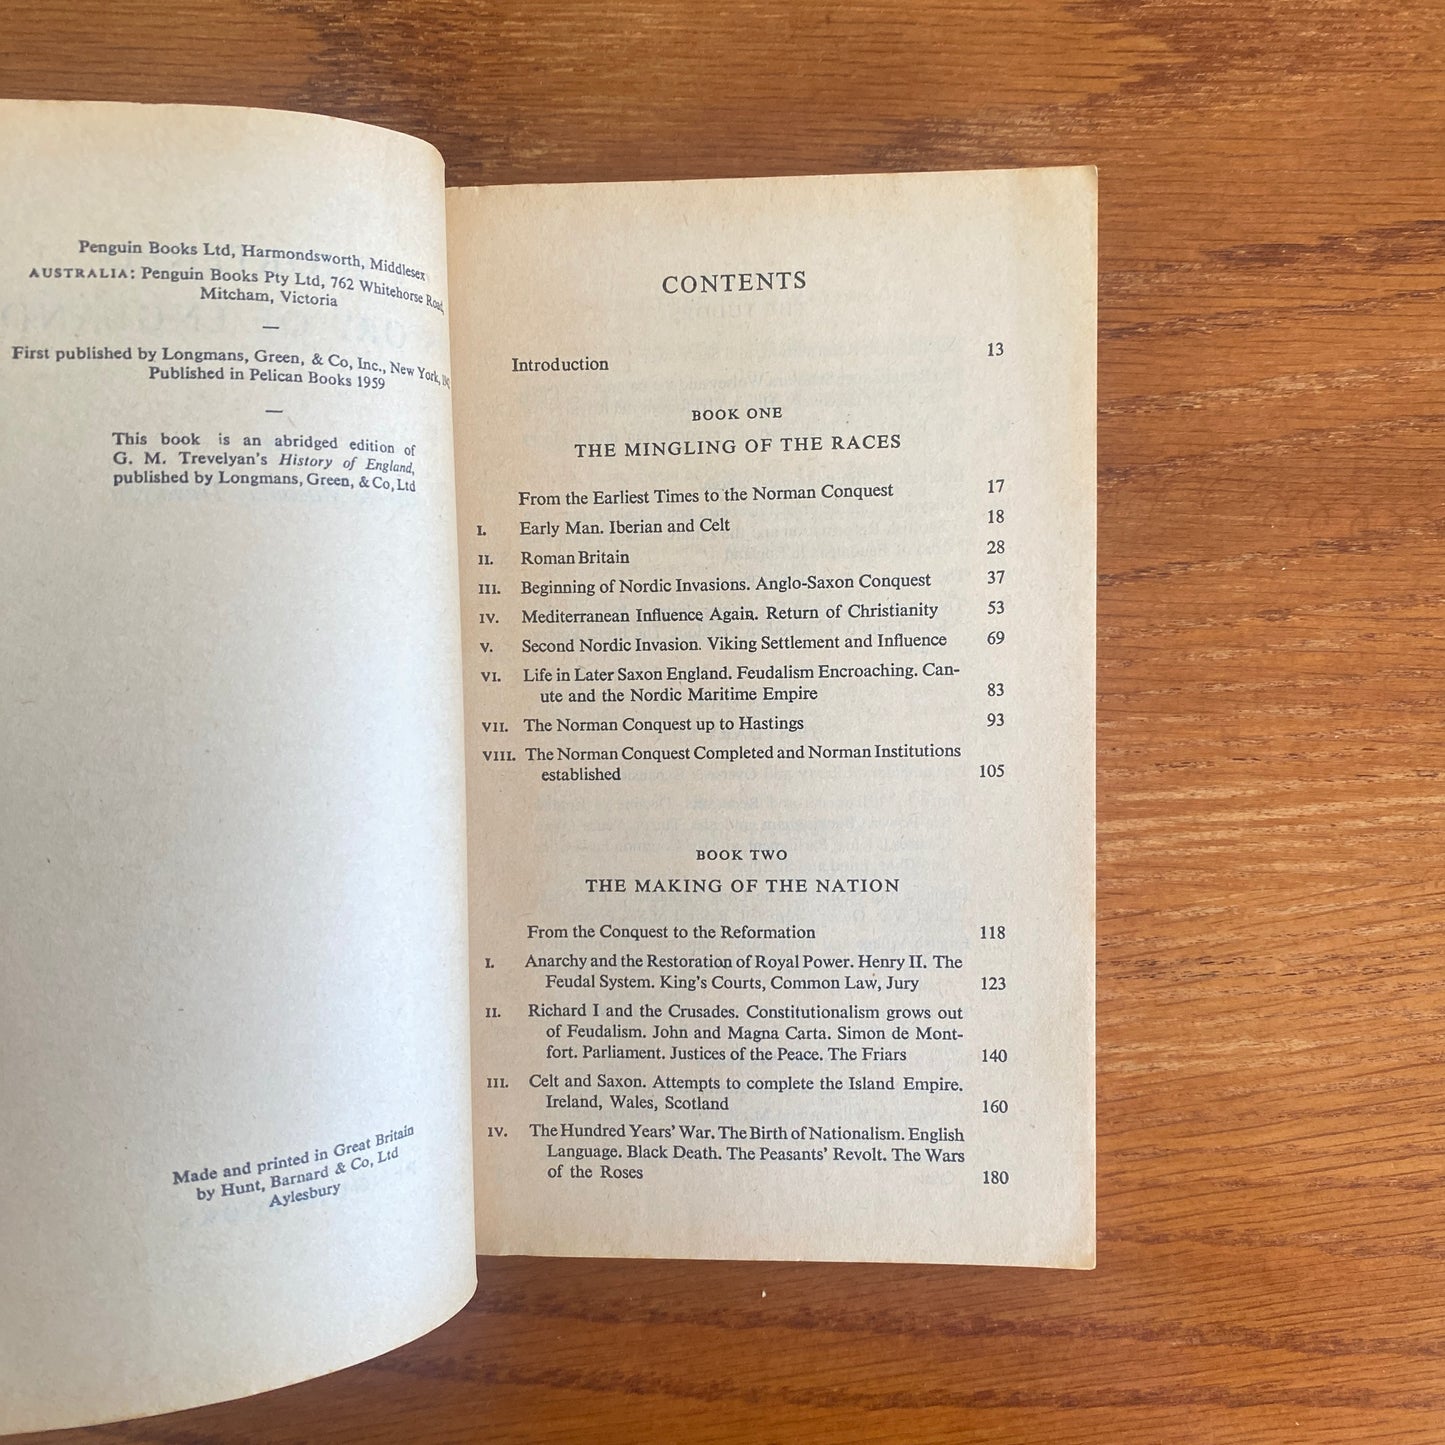 Penguin Books Ltd, Harmondsworth, Middlesex
AUSTRALIA: Penguin Books Pty Ltd, 762 Whitehorse Road,
Mitcham, Victoria
—
First published by Longmans, Green, & Co, Inc., New York,
Published in Pelican Books 1959
—
This book is an abridged edition of
G. M. Trevelyan's History of England,
published by Longmans, Green, & Co, Ltd
Made and printed in Great Britain
by Hunt, Barnard & Co, Ltd
Aylesbury
CONTENTS
Introduction 13
BOOK ONE
THE MINGLING OF THE RACES
From the Earliest Times to the Norman Conquest 17
I. Early Man. Iberian and Celt 18
II. Roman Britain 28
III. Beginning of Nordic Invasions. Anglo-Saxon Conquest 37
IV. Mediterranean Influence Again. Return of Christianity 53
V. Second Nordic Invasion. Viking Settlement and Influence 69
VI. Life in Later Saxon England. Feudalism Encroaching. Can-
ute and the Nordic Maritime Empire 83
VII. The Norman Conquest up to Hastings 93
VIII. The Norman Conquest Completed and Norman Institutions
established 105
BOOK TWO
THE MAKING OF THE NATION
From the Conquest to the Reformation 118
I. Anarchy and the Restoration of Royal Power. Henry II. The
Feudal System. King's Courts, Common Law, Jury 123
II. Richard I and the Crusades. Constitutionalism grows out
of Feudalism. John and Magna Carta. Simon de Mont-
fort. Parliament. Justices of the Peace. The Friars 140
III. Celt and Saxon. Attempts to complete the Island Empire.
Ireland, Wales, Scotland 160
IV. The Hundred Years' War. The Birth of Nationalism. English
Language. Black Death. The Peasants' Revolt. The Wars
of the Roses 180